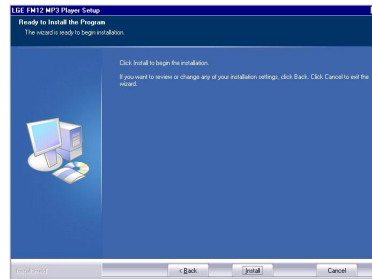 LGE FM12 MP3 Player Setup
Ready to Install the Program
The wizard is ready to begin installation.
Click Install to begin the installation.
If you want to review or change any of your installation settings, click Back. Click Cancel to exit the
wizard.
InstallShield
< Back
Install
Cancel